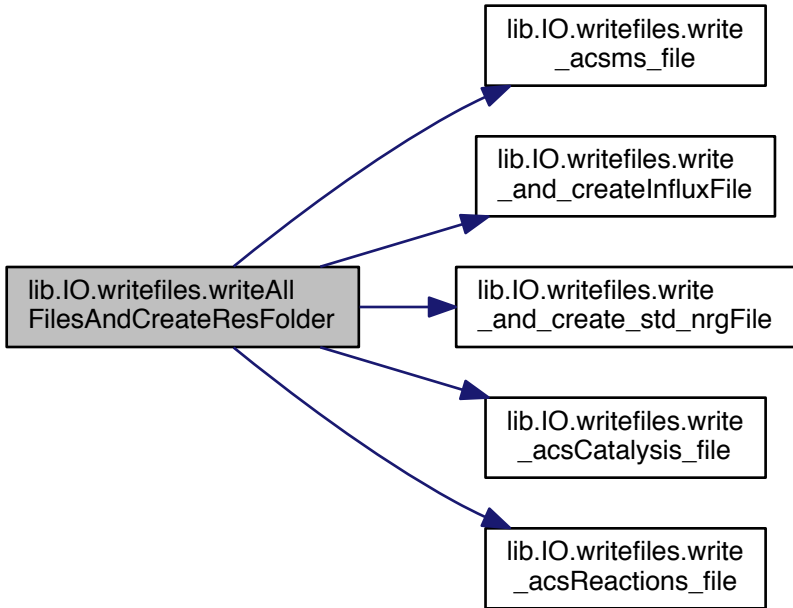 lib.IO.writefiles.write
_acsms_file
lib.IO.writefiles.write
_and_createInfluxFile
lib.IO.writefiles.writeAll
FilesAndCreateResFolder
lib.IO.writefiles.write
_and_create_std_nrgFile
lib.IO.writefiles.write
_acsCatalysis_file
lib.IO.writefiles.write
_acsReactions_file